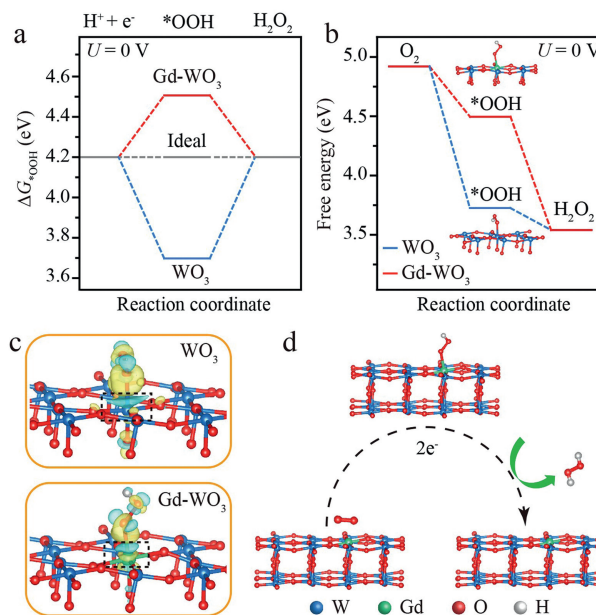 a
H⁺ + e⁻ *OOH H₂O₂
U = 0 V
Gd-WO₃
Ideal
WO₃
4.6
4.4
4.2
4.0
3.8
3.6
ΔG*OOH (eV)
Reaction coordinate
b
U = 0 V
O₂
*OOH
*OOH
H₂O₂
WO₃
Gd-WO₃
5.0
4.5
4.0
3.5
Free energy (eV)
Reaction coordinate
c
WO₃
Gd-WO₃
d
2e⁻
W Gd O H